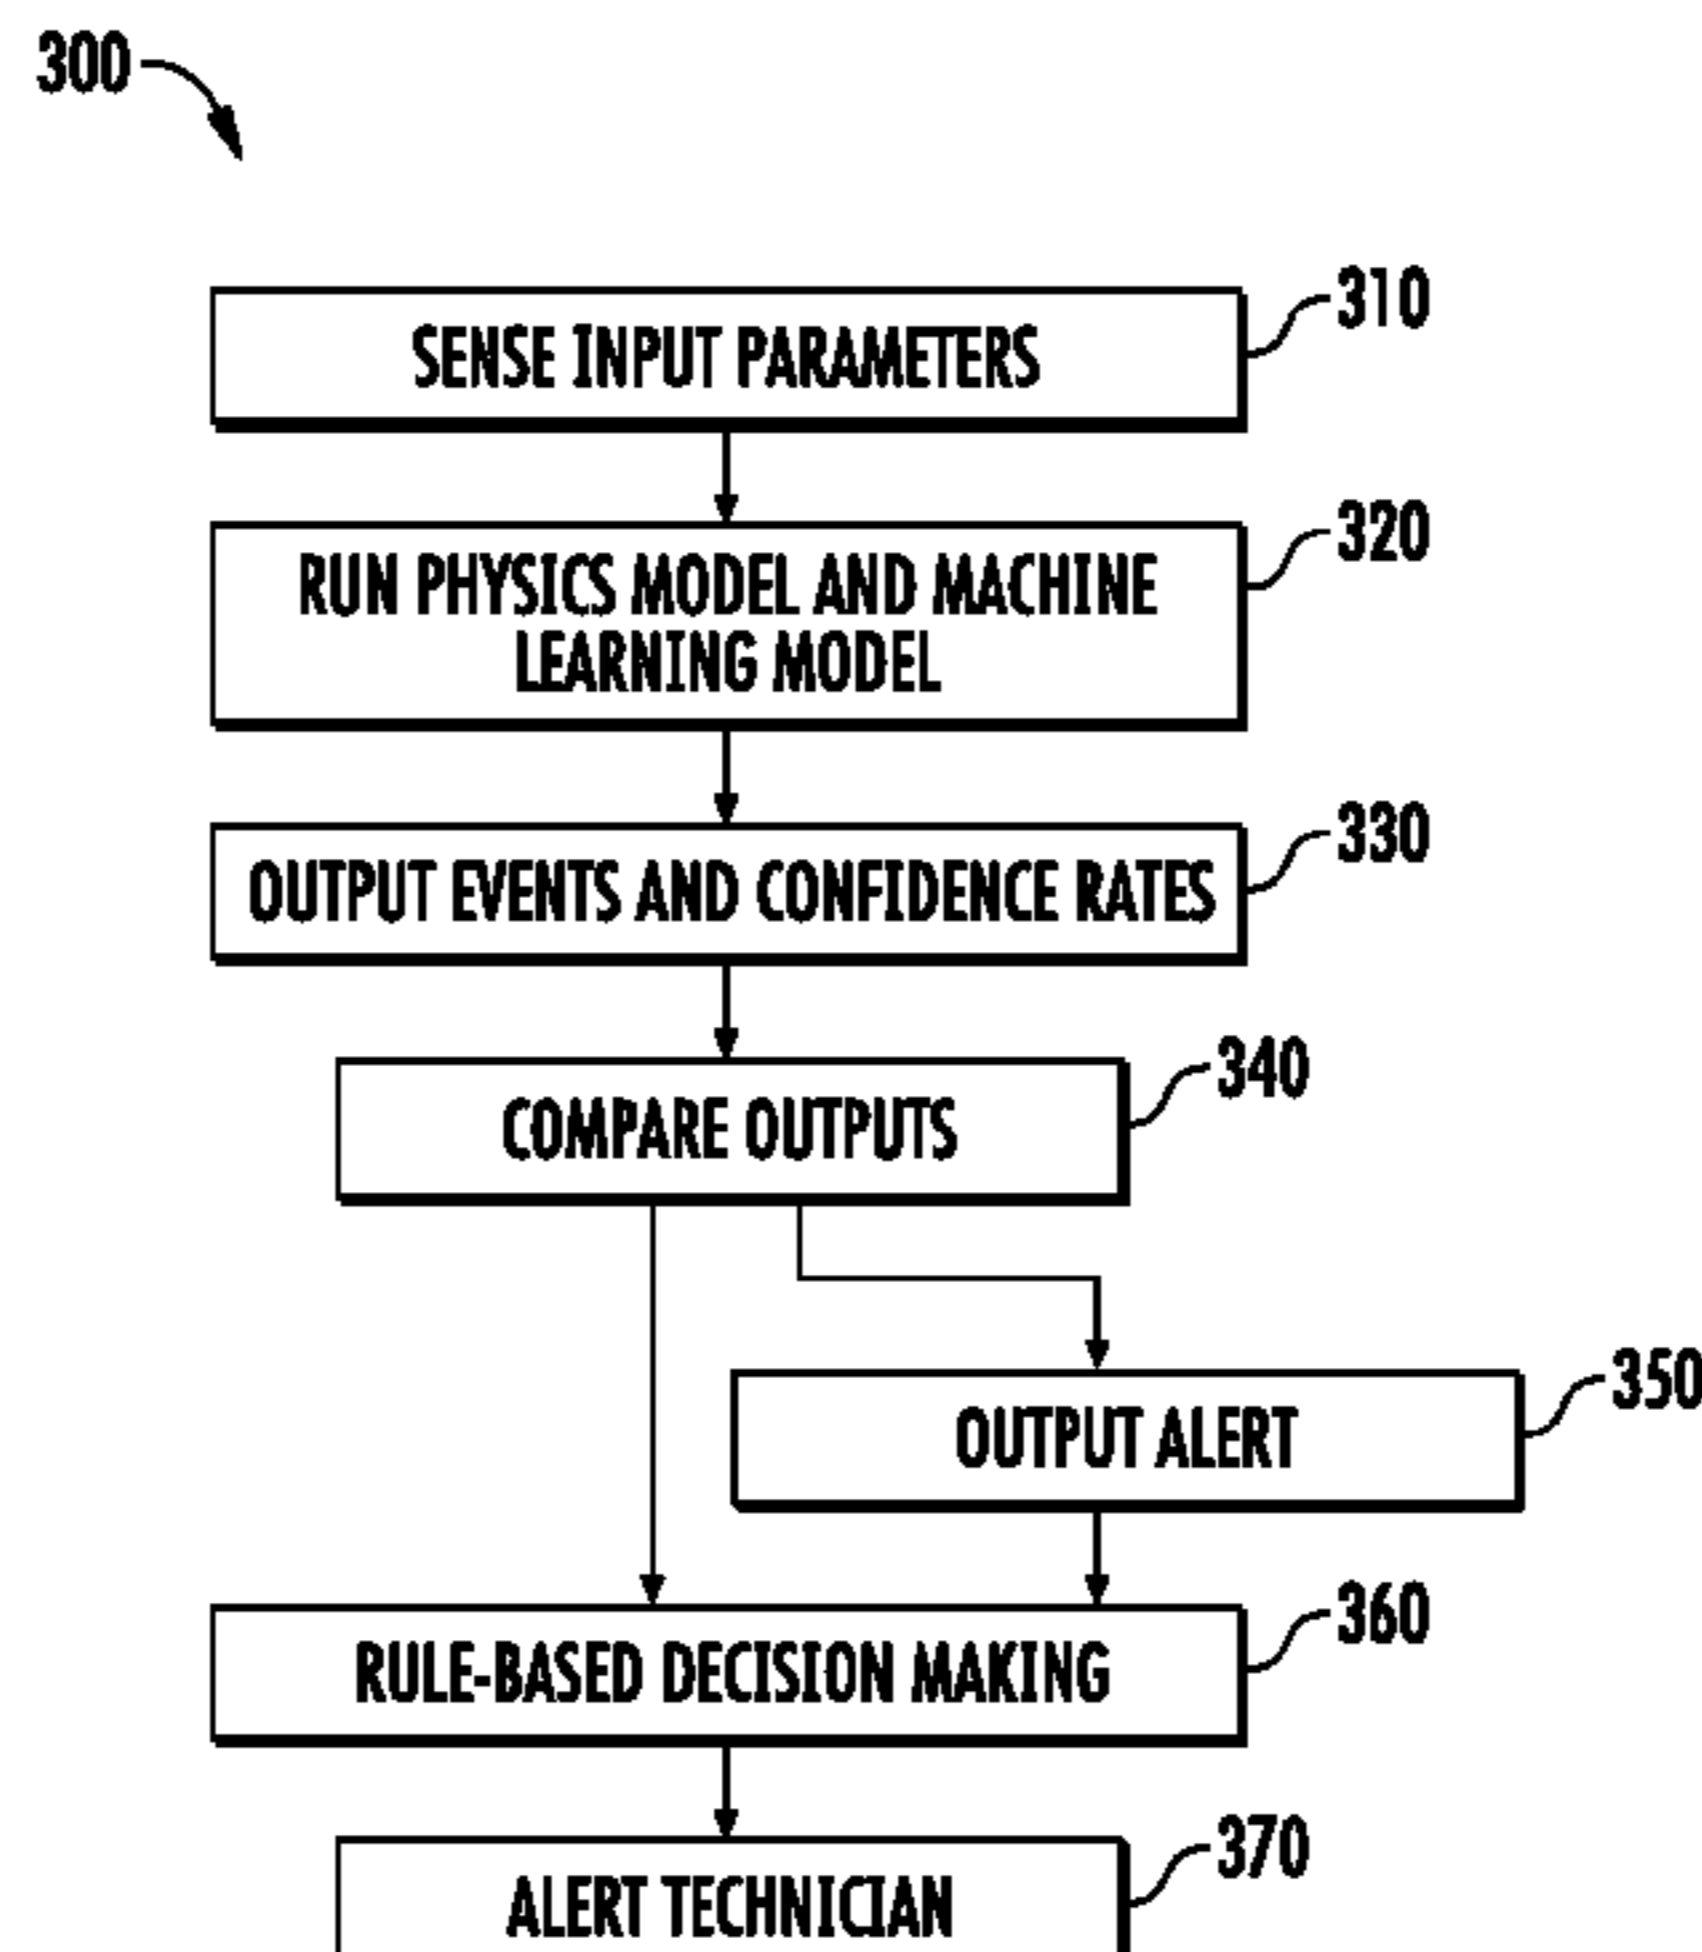 300
SENSE INPUT PARAMETERS
310
RUN PHYSICS MODEL AND MACHINE
LEARNING MODEL
320
OUTPUT EVENTS AND CONFIDENCE RATES
330
COMPARE OUTPUTS
340
OUTPUT ALERT
350
RULE-BASED DECISION MAKING
360
ALERT TECHNICIAN
370